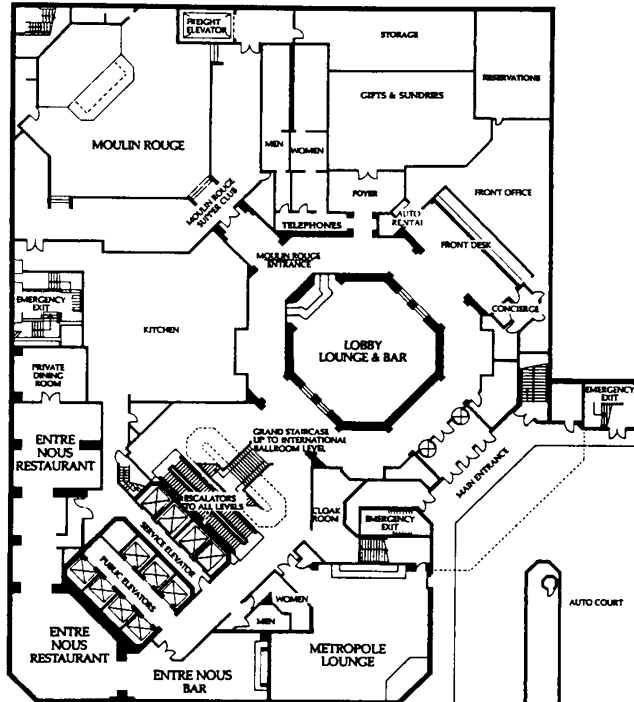 FREIGHT
ELEVATOR
STORAGE
RESERVATIONS
GIFTS & SUNDRIES
MOULIN ROUGE
MEN
WOMEN
MOULIN ROUGE
SUPPER CLUB
FOYER
FRONT OFFICE
TELEPHONES
AUTO
RENTAL
FRONT DESK
MOULIN ROUGE
ENTRANCE
EMERGENCY
EXIT
CONCIERGE
KITCHEN
LOBBY
LOUNGE & BAR
PRIVATE
DINING
ROOM
EMERGENCY
EXIT
ENTRE
NOUS
RESTAURANT
GRAND STAIRCASE
UP TO INTERNATIONAL
BALLROOM LEVEL
MAIN ENTRANCE
ESCALATORS
TO ALL LEVELS
CLOAK
ROOM
EMERGENCY
EXIT
SERVICE ELEVATOR
PUBLIC ELEVATORS
WOMEN
MEN
AUTO COURT
ENTRE
NOUS
RESTAURANT
METROPOLE
LOUNGE
ENTRE NOUS
BAR